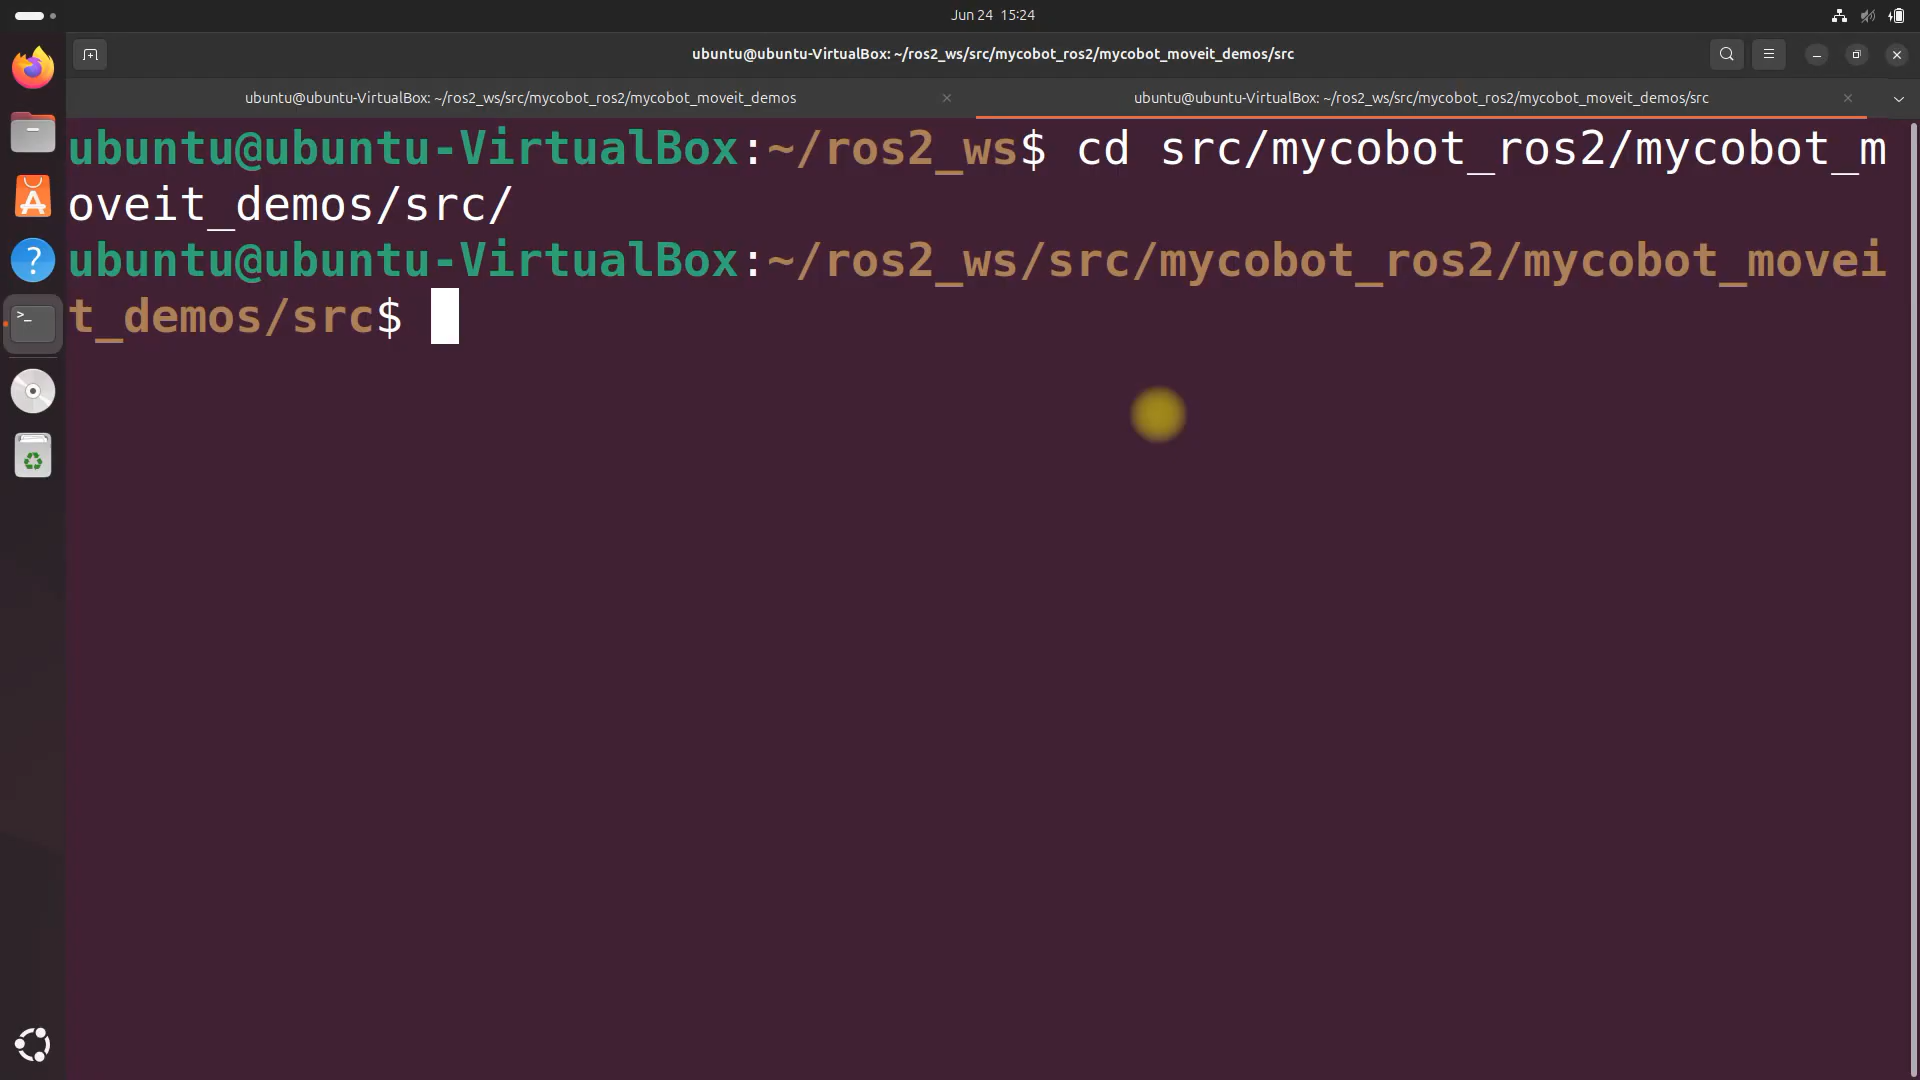 Jun 24 15:24
ubuntu@ubuntu-VirtualBox: ~/ros2_ws/src/mycobot_ros2/mycobot_moveit_demos/src
ubuntu@ubuntu-VirtualBox: ~/ros2_ws/src/mycobot_ros2/mycobot_moveit_demos
ubuntu@ubuntu-VirtualBox: ~/ros2_ws/src/mycobot_ros2/mycobot_moveit_demos/src
ubuntu@ubuntu-VirtualBox:~/ros2_ws$ cd src/mycobot_ros2/mycobot_m
oveit_demos/src/
ubuntu@ubuntu-VirtualBox:~/ros2_ws/src/mycobot_ros2/mycobot_movei
t_demos/src$